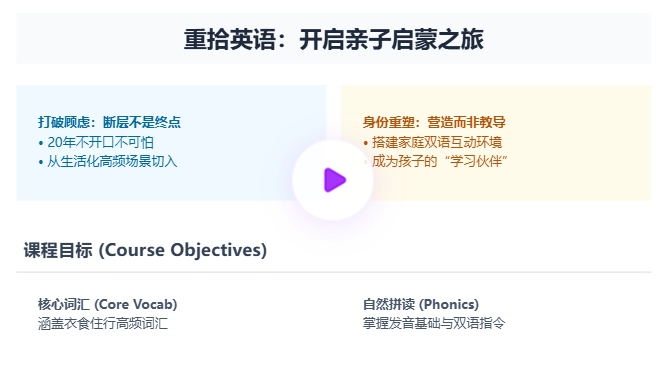 重拾英语：开启亲子启蒙之旅
打破顾虑：断层不是终点
• 20年不开口不可怕
• 从生活化高频场景切入
身份重塑：营造而非教导
• 搭建家庭双语互动环境
• 成为孩子的“学习伙伴”
课程目标 (Course Objectives)
核心词汇 (Core Vocab)
涵盖衣食住行高频词汇
自然拼读 (Phonics)
掌握发音基础与双语指令